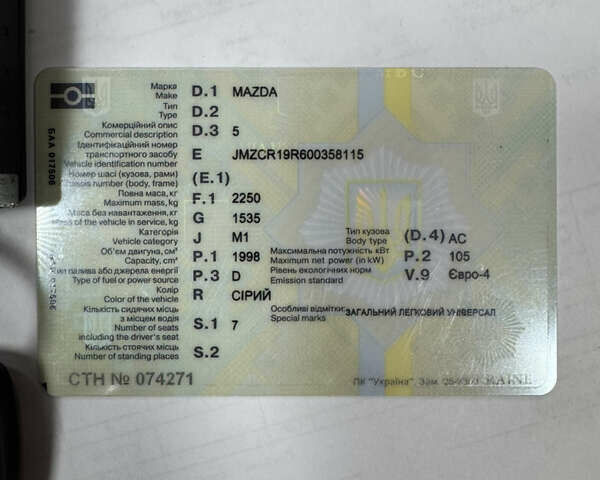 БАА 017506
Марка
Make D.1 MAZDA
Тип
Type D.2
Комерційний опис
Commercial description D.3 5
Ідентифікаційний номер
транспортного засобу
Vehicle identification number E JMZCR19R600358115
Номер шасі (кузова, рами)
Chassis number (body, frame) (E.1)
Повна маса, кг
Maximum mass, kg F.1 2250
Маса без навантаження, кг
Mass of the vehicle in service, kg G 1535
Категорія
Vehicle category J M1
Тип кузова
Body type (D.4) AC
Об'єм двигуна, см³
Capacity, cm³ P.1 1998
Максимальна потужність кВт
Maximum net power (in kW) P.2 105
Тип палива або джерела енергії
Type of fuel or power source P.3 D
Рівень екологічних норм
Emission standard V.9 Євро-4
Колір
Color of the vehicle R СІРИЙ
Кількість сидячих місць
з місцем водія
Number of seats
including the driver's seat S.1 7
Особливі відмітки:
Special marks ЗАГАЛЬНИЙ ЛЕГКОВИЙ УНІВЕРСАЛ
Кількість стоячих місць
Number of standing places S.2
СТН № 074271
ПК "Україна". Зам.